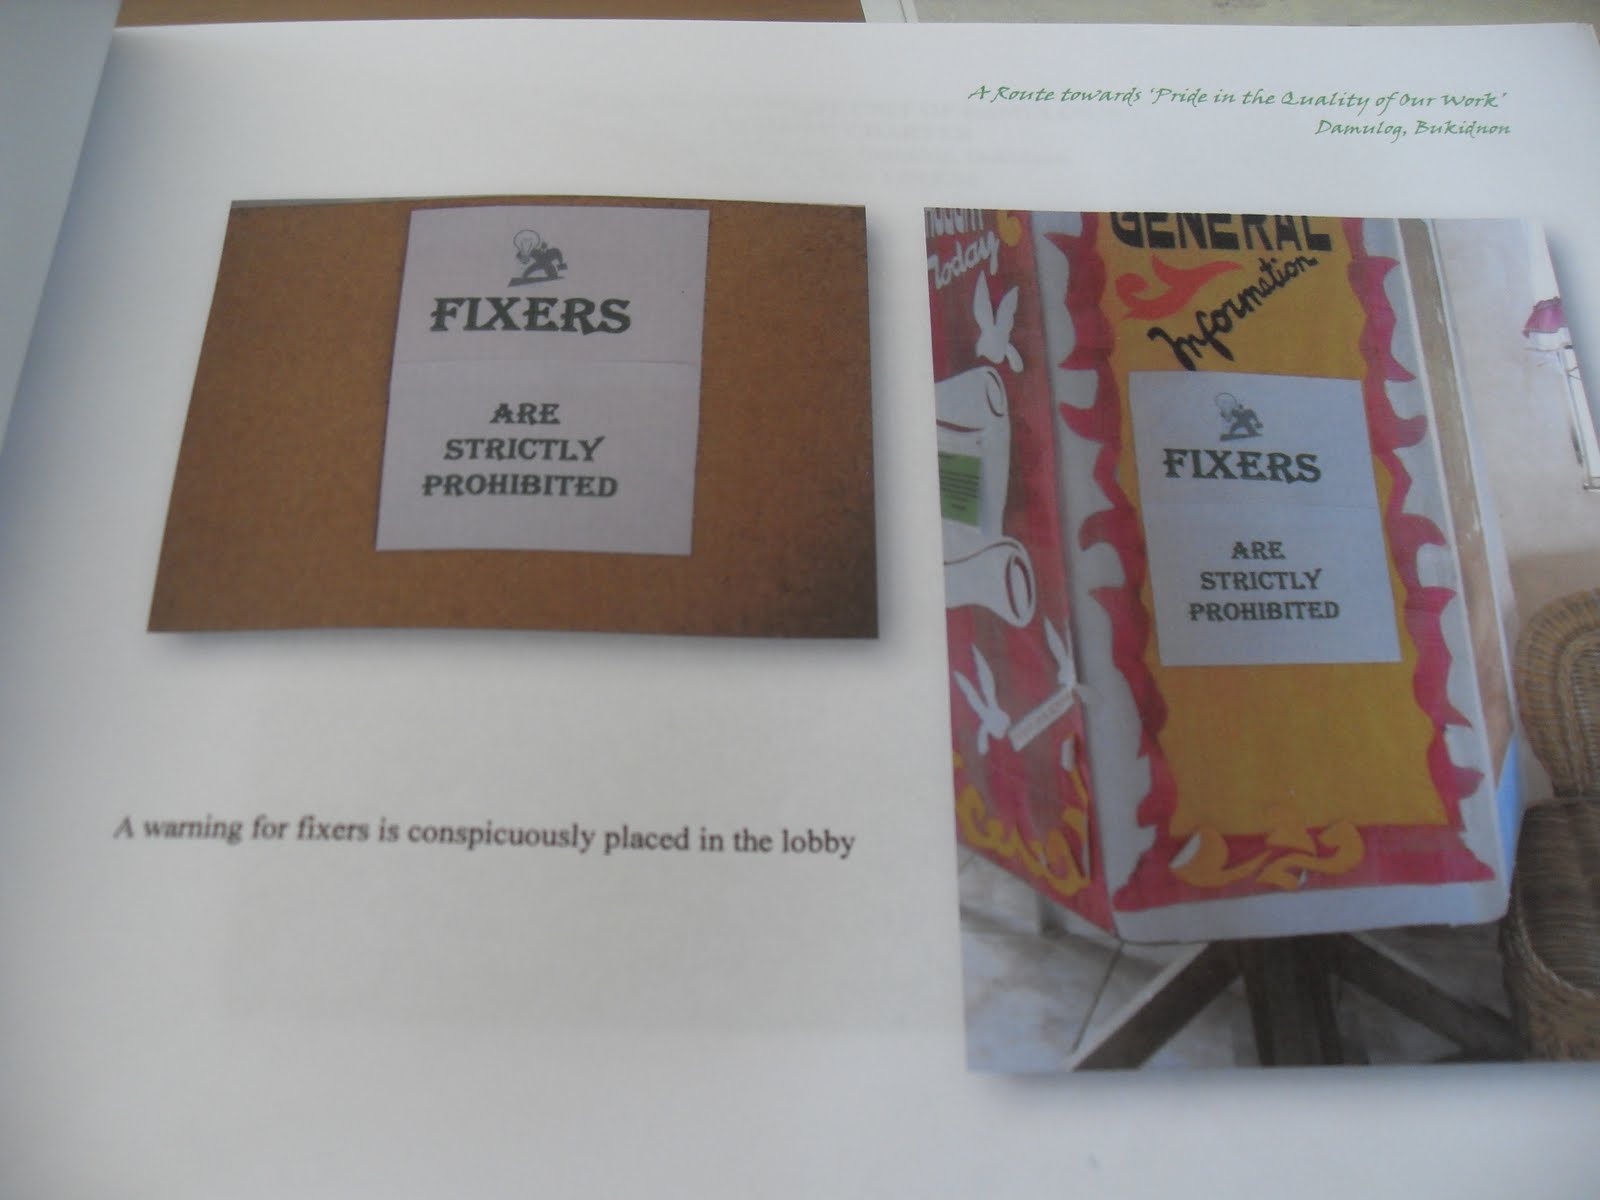 A Route towards 'Pride in the Quality of Our Work'
Damulog, Bukidnon
FIXERS
ARE
STRICTLY
PROHIBITED
Today
GENERAL
Information
FIXERS
ARE
STRICTLY
PROHIBITED
A warning for fixers is conspicuously placed in the lobby